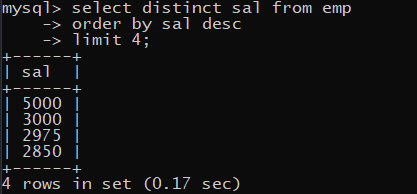 mysql> select distinct sal from emp
    -> order by sal desc
    -> limit 4;
+------+
| sal  |
+------+
| 5000 |
| 3000 |
| 2975 |
| 2850 |
+------+
4 rows in set (0.17 sec)